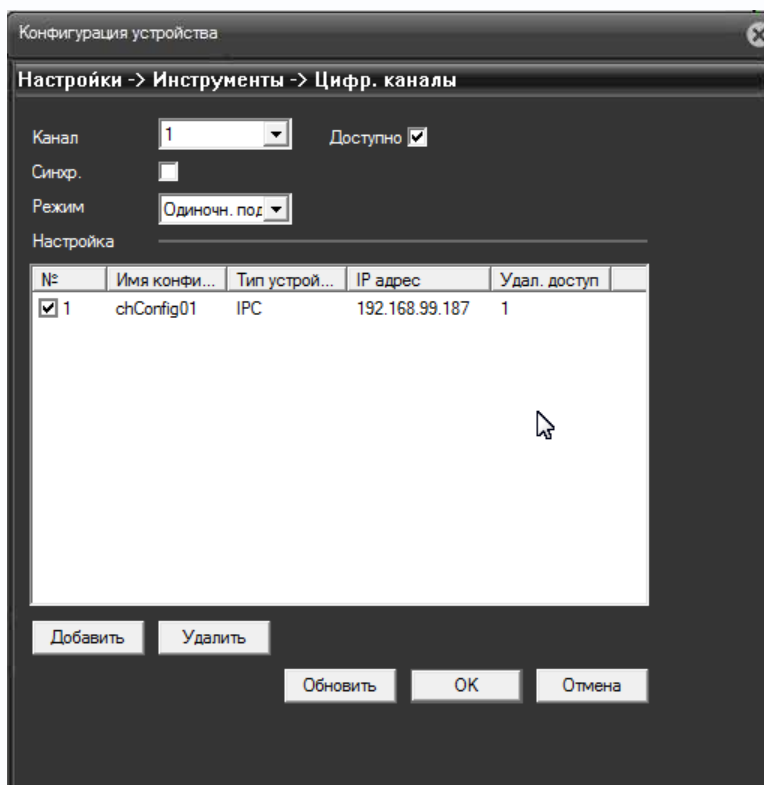 Конфигурация устройства
Настройки -> Инструменты -> Цифр. каналы
Канал 1 Доступно
Синхр.
Режим Одиночн. под
Настройка
№ Имя конфи... Тип устрой... IP адрес Удал. доступ
1 chConfig01 IPC 192.168.99.187 1
Добавить Удалить
Обновить OK Отмена